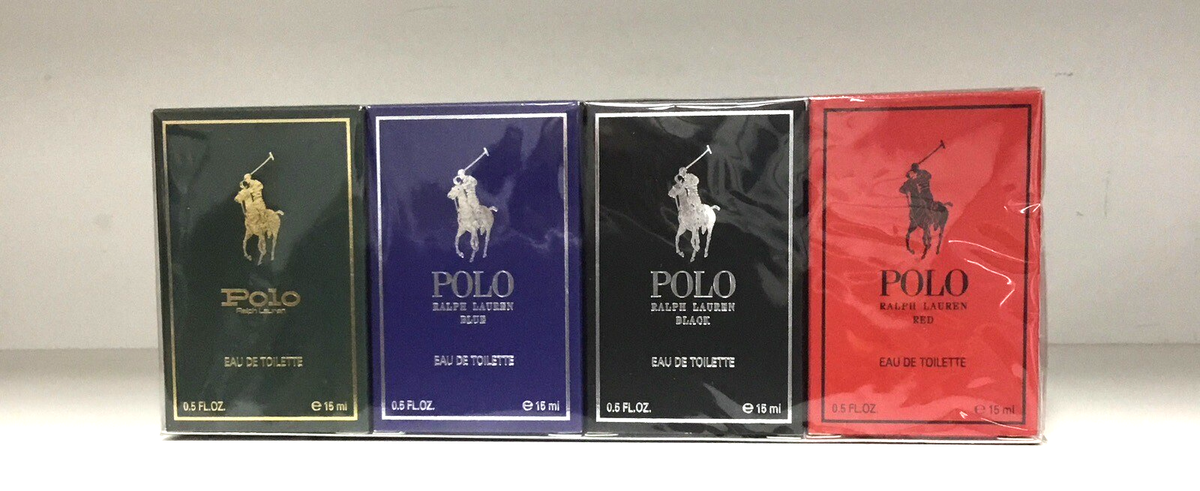 Polo
Ralph Lauren
EAU DE TOILETTE
0.5 FL.OZ. ℮ 15 ml
POLO
RALPH LAUREN
BLUE
EAU DE TOILETTE
0.5 FL.OZ. ℮ 15 ml
POLO
RALPH LAUREN
BLACK
EAU DE TOILETTE
0.5 FL.OZ. ℮ 15 ml
POLO
RALPH LAUREN
RED
EAU DE TOILETTE
0.5 FL.OZ. ℮ 15 ml